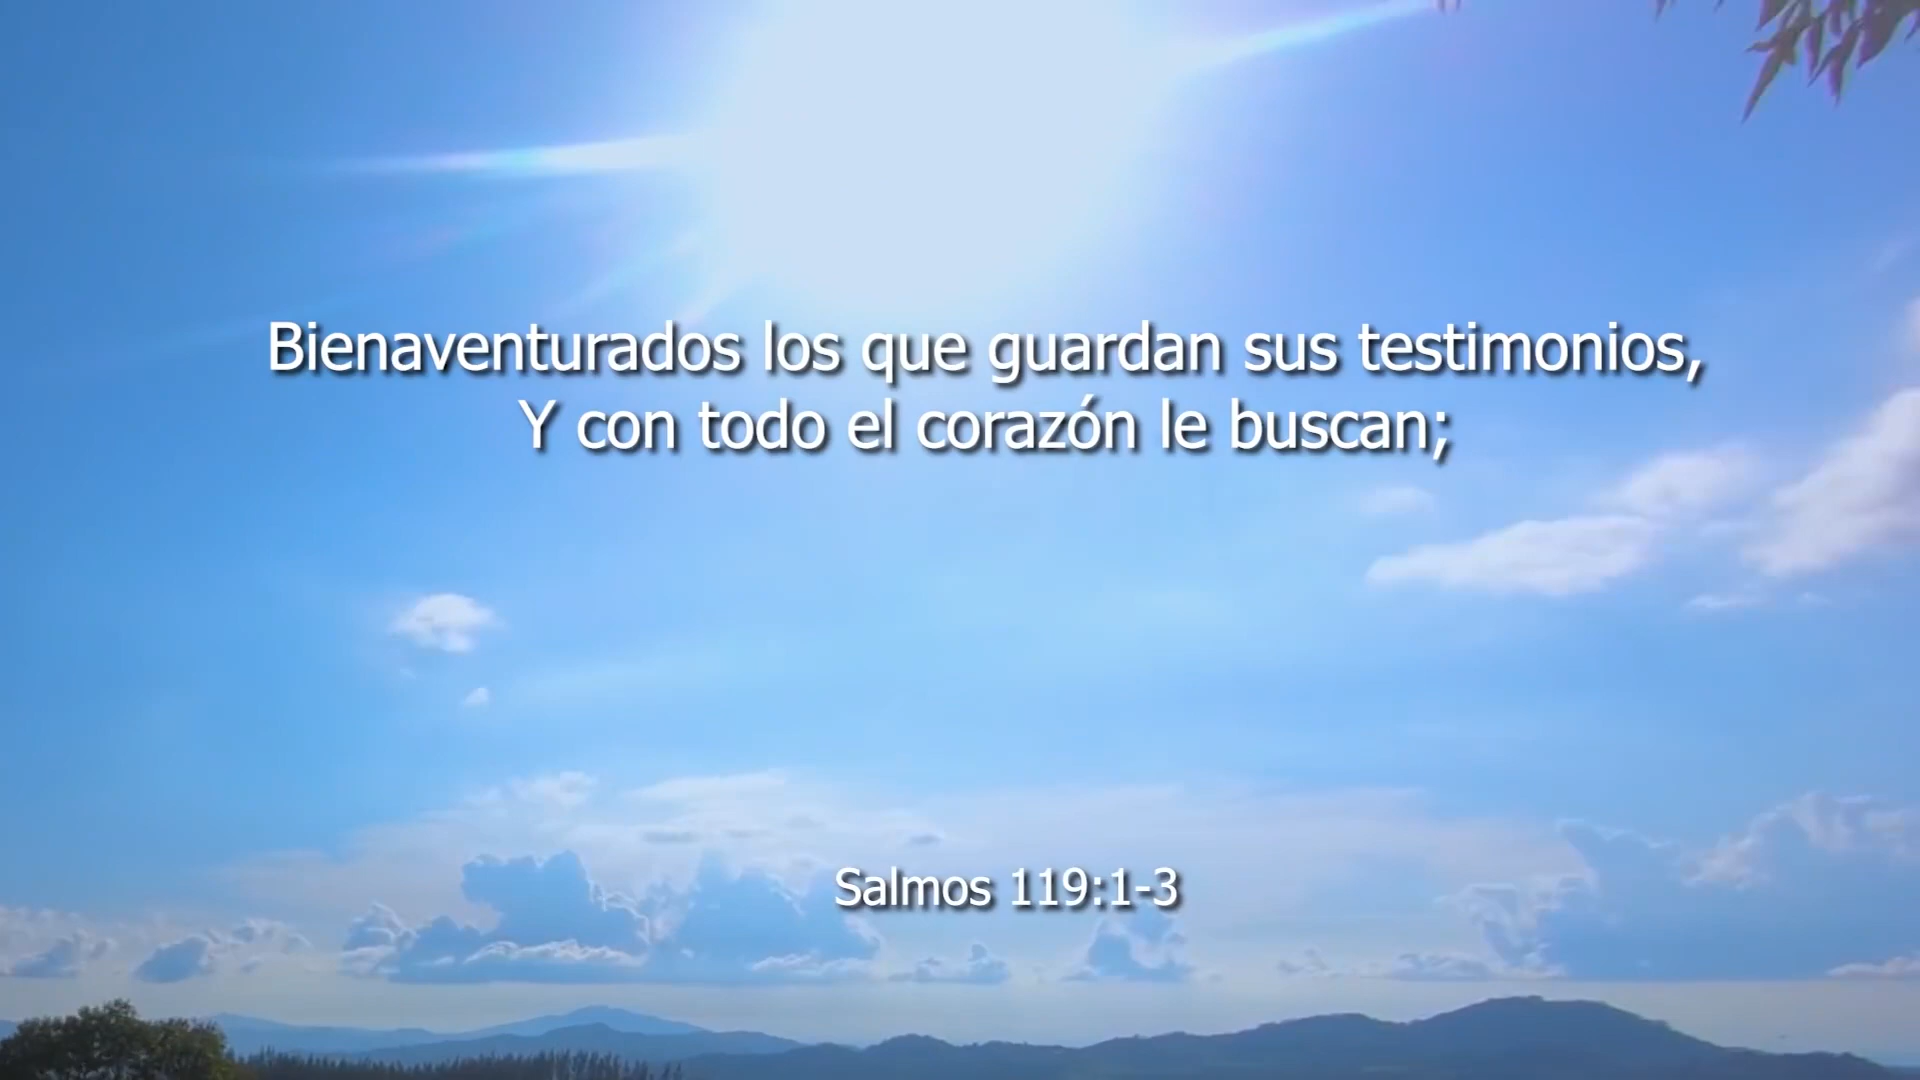 Bienaventurados los que guardan sus testimonios,
Y con todo el corazón le buscan;
Salmos 119:1-3